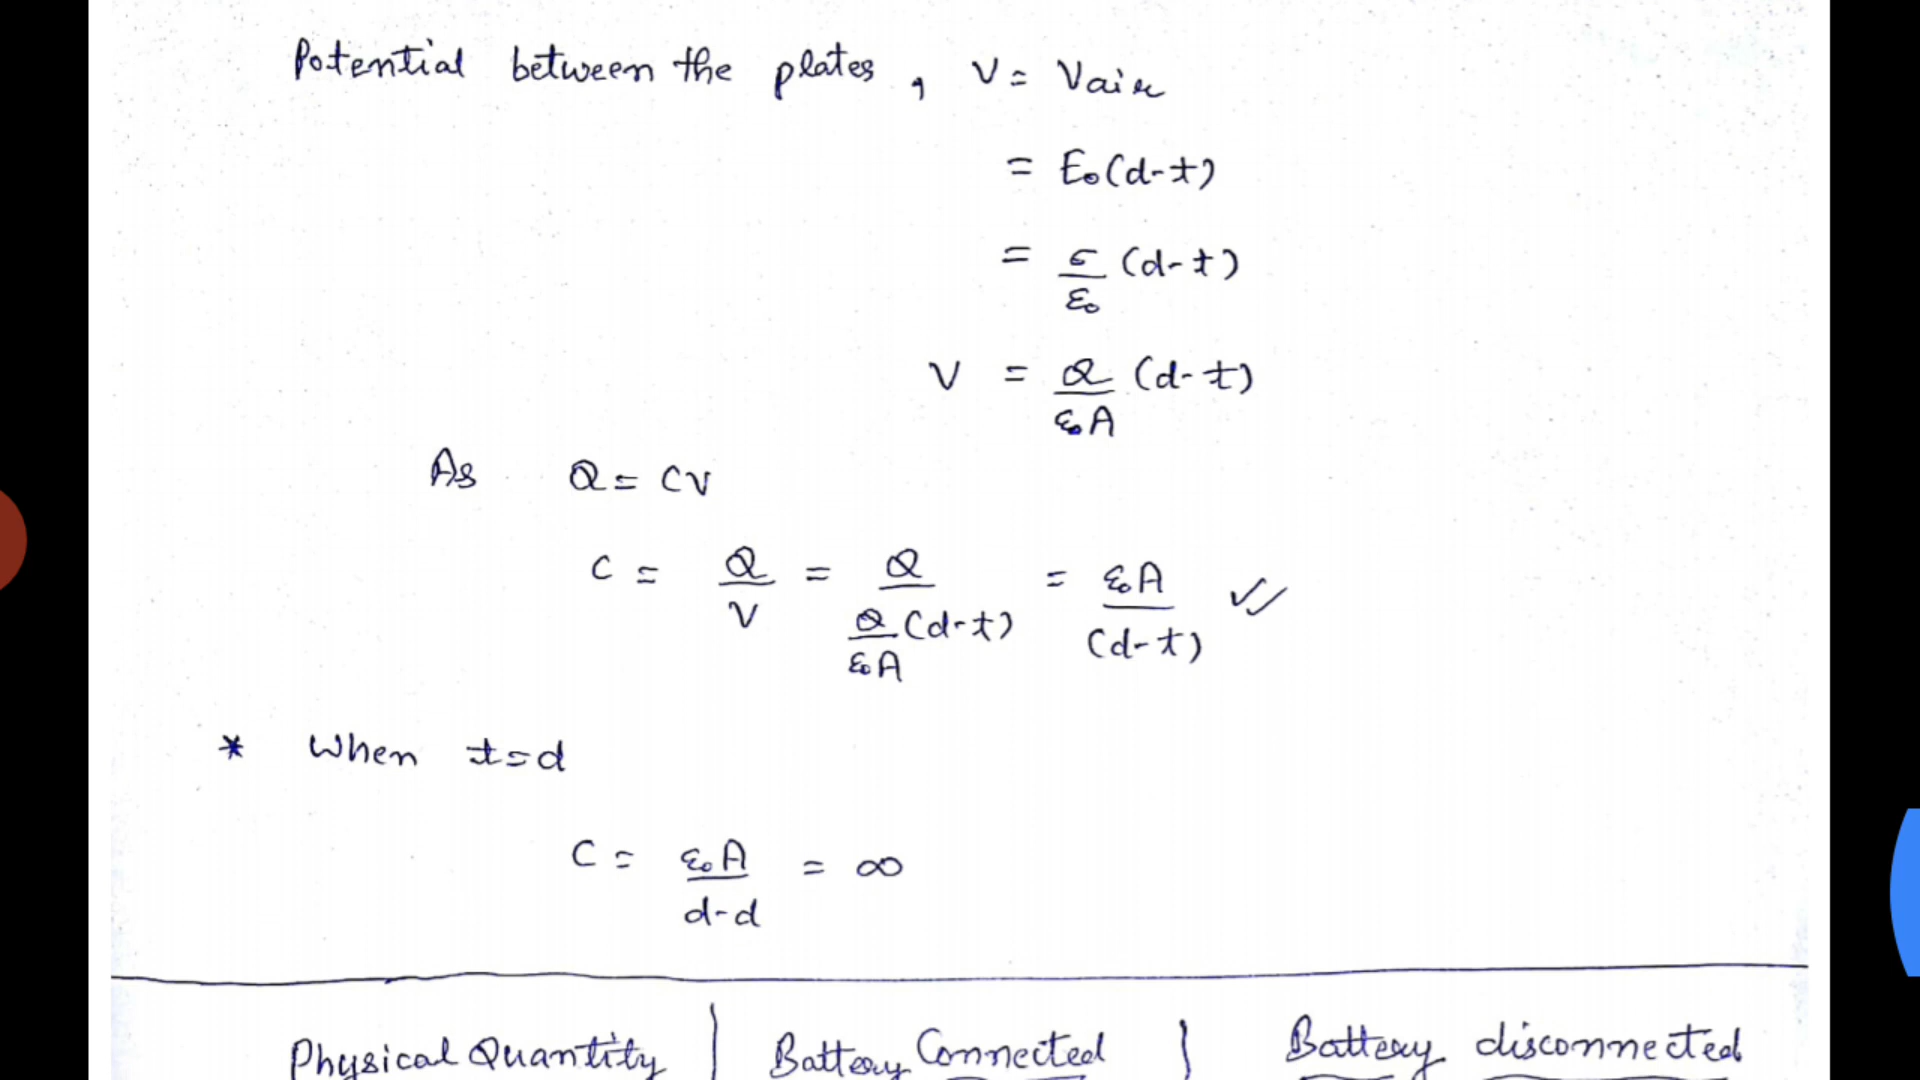 Potential between the plates, V = Vair
= E₀(d-t)
= σ/ε₀ (d-t)
V = Q/ε₀A (d-t)
As Q = CV
C = Q/V = Q/(Q/ε₀A (d-t)) = ε₀A/(d-t) ✓✓
* When t=d
C = ε₀A/d-d = ∞
Physical Quantity | Battery Connected | Battery disconnected